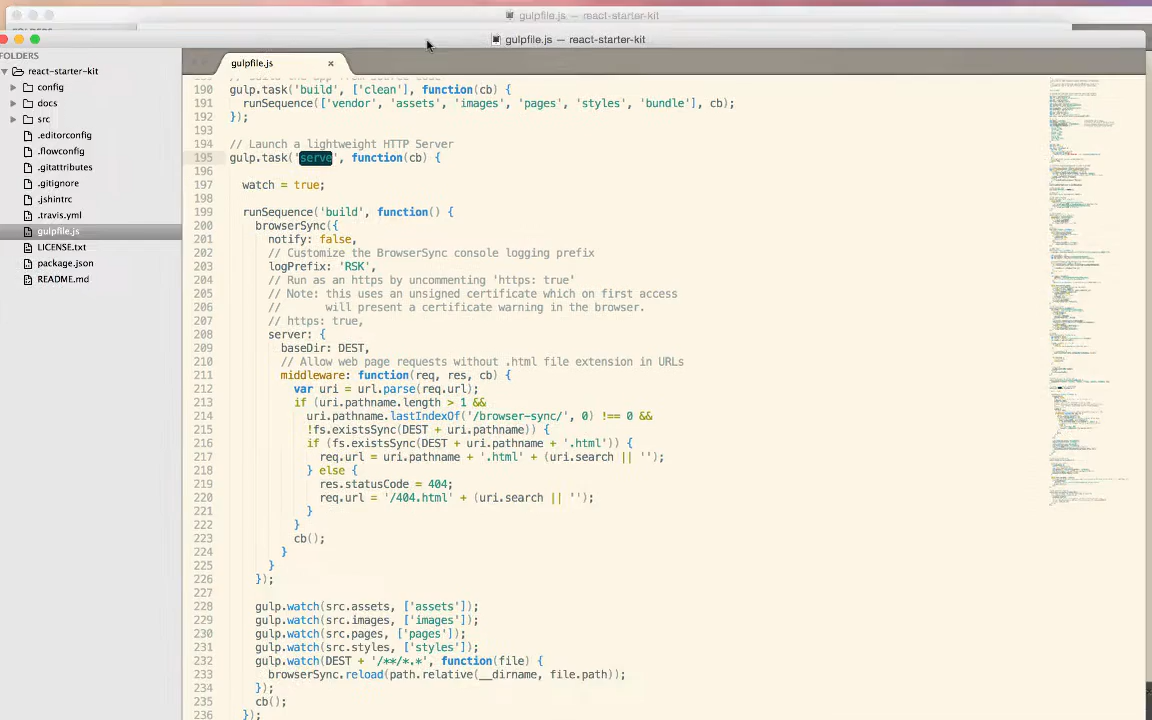 gulpfile.js — react-starter-kit
gulpfile.js — react-starter-kit
FOLDERS
react-starter-kit
config
docs
src
.editorconfig
.flowconfig
.gitattributes
.gitignore
.jshintrc
.travis.yml
gulpfile.js
LICENSE.txt
package.json
README.md
gulpfile.js ×
190 gulp.task('build', ['clean'], function(cb) {
191 runSequence(['vendor', 'assets', 'images', 'pages', 'styles', 'bundle'], cb);
192 });
193
194 // Launch a lightweight HTTP Server
195 gulp.task('serve', function(cb) {
196
197 watch = true;
198
199 runSequence('build', function() {
200 browserSync({
201 notify: false,
202 // Customize the BrowserSync console logging prefix
203 logPrefix: 'RSK',
204 // Run as an https by uncommenting 'https: true'
205 // Note: this uses an unsigned certificate which on first access
206 // will present a certificate warning in the browser.
207 // https: true,
208 server: {
209 baseDir: DEST,
210 // Allow web page requests without .html file extension in URLs
211 middleware: function(req, res, cb) {
212 var uri = url.parse(req.url);
213 if (uri.pathname.length > 1 &&
214 uri.pathname.lastIndexOf('/browser-sync/', 0) !== 0 &&
215 !fs.existsSync(DEST + uri.pathname)) {
216 if (fs.existsSync(DEST + uri.pathname + '.html')) {
217 req.url = uri.pathname + '.html' + (uri.search || '');
218 } else {
219 res.statusCode = 404;
220 req.url = '/404.html' + (uri.search || '');
221 }
222 }
223 cb();
224 }
225 }
226 });
227
228 gulp.watch(src.assets, ['assets']);
229 gulp.watch(src.images, ['images']);
230 gulp.watch(src.pages, ['pages']);
231 gulp.watch(src.styles, ['styles']);
232 gulp.watch(DEST + '/**/*.*', function(file) {
233 browserSync.reload(path.relative(__dirname, file.path));
234 });
235 cb();
236 });